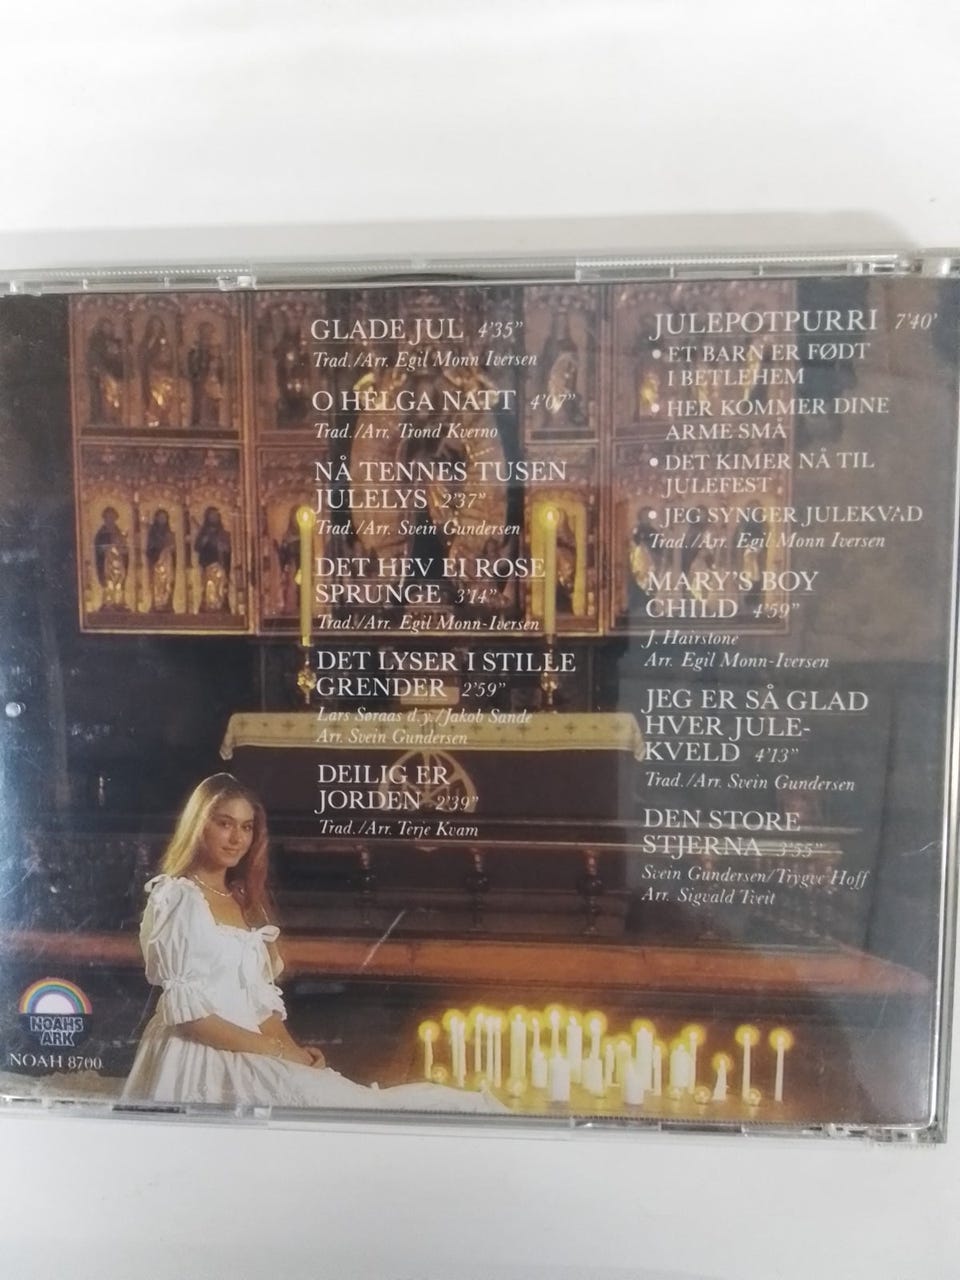 GLADE JUL 4'35"
Trad./Arr. Egil Monn Iversen
O HELGA NATT 4'07"
Trad./Arr. Trond Kverno
NÅ TENNES TUSEN
JULELYS 2'37"
Trad./Arr. Svein Gundersen
DET HEV EI ROSE
SPRUNGE 3'14"
Trad./Arr. Egil Monn-Iversen
DET LYSER I STILLE
GRENDER 2'59"
Lars Søraas d.y./Jakob Sande
Arr. Svein Gundersen
DEILIG ER
JORDEN 2'39"
Trad./Arr. Terje Kvam
JULEPOTPURRI 7'40'
• ET BARN ER FØDT
I BETLEHEM
• HER KOMMER DINE
ARME SMÅ
• DET KIMER NÅ TIL
JULEFEST
• JEG SYNGER JULEKVAD
Trad./Arr. Egil Monn Iversen
MARY'S BOY
CHILD 4'59"
J. Hairstone
Arr. Egil Monn-Iversen
JEG ER SÅ GLAD
HVER JULE-
KVELD 4'13"
Trad./Arr. Svein Gundersen
DEN STORE
STJERNA 3'55"
Svein Gundersen/Trygve Hoff
Arr. Sigvald Tveit
NOAHS
ARK
NOAH 8700